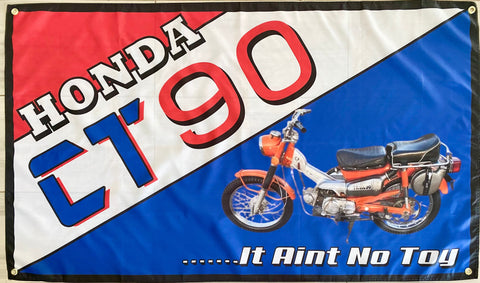 HONDA
CT90
.......It Aint No Toy